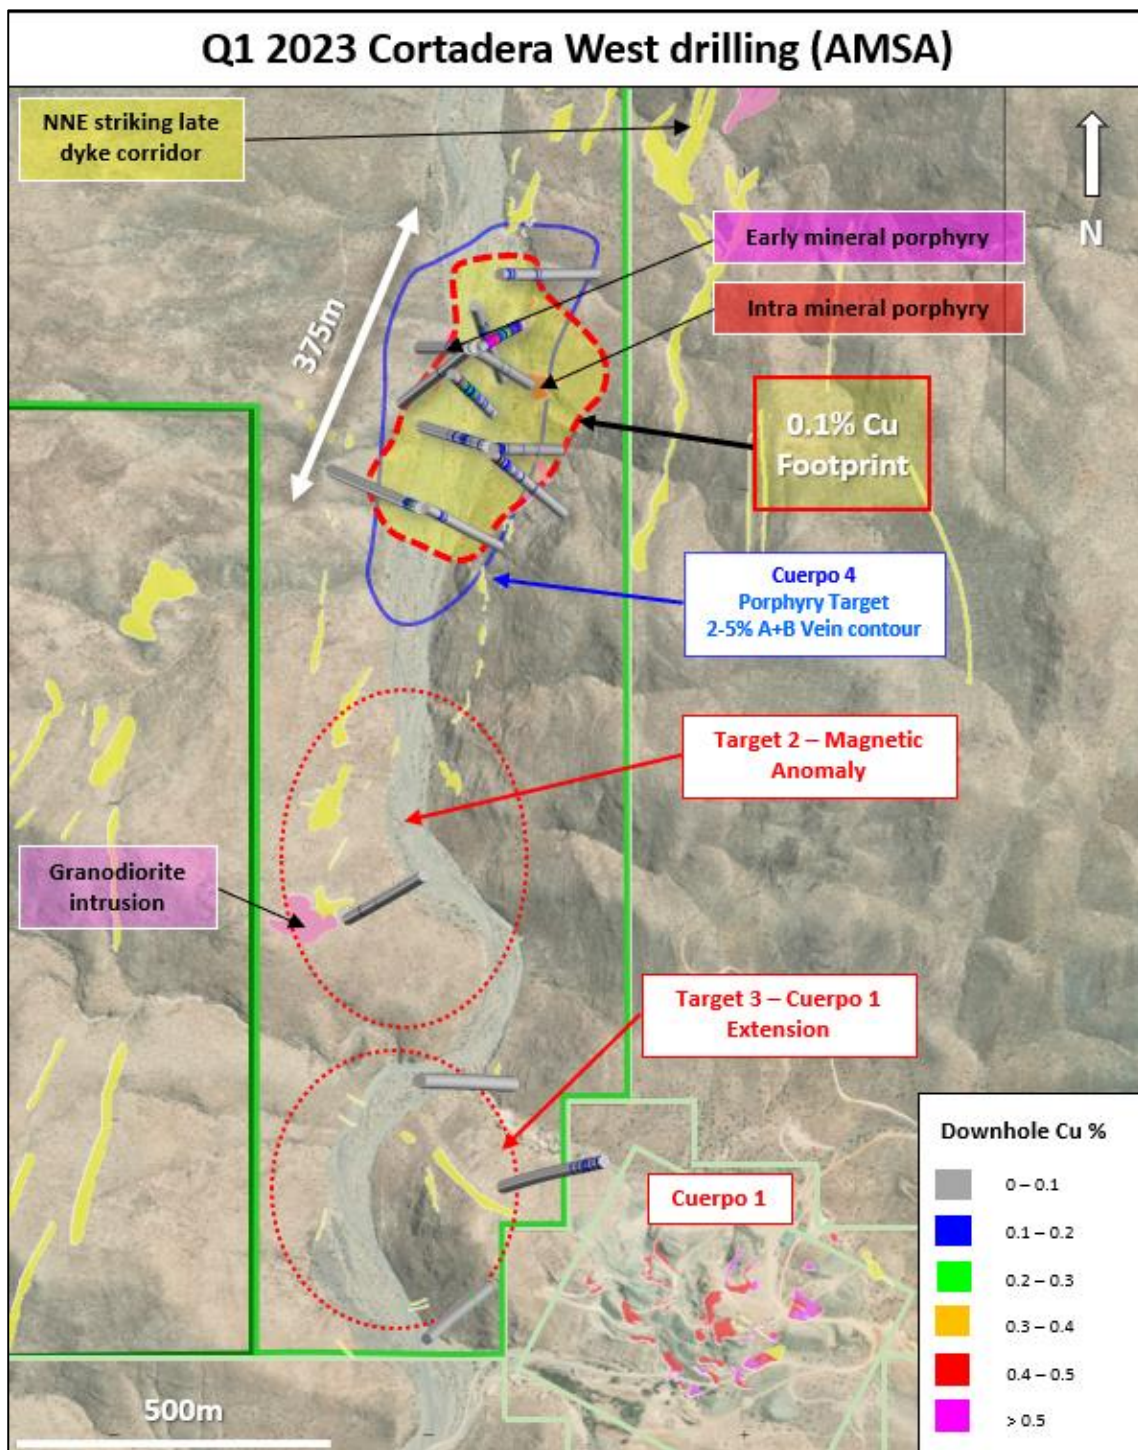 Q1 2023 Cortadera West drilling (AMSA)
NNE striking late
dyke corridor
N
Early mineral porphyry
Intra mineral porphyry
375m
0.1% Cu
Footprint
Cuerpo 4
Porphyry Target
2-5% A+B Vein contour
Target 2 – Magnetic
Anomaly
Granodiorite
intrusion
Target 3 – Cuerpo 1
Extension
Cuerpo 1
Downhole Cu %
0 – 0.1
0.1 – 0.2
0.2 – 0.3
0.3 – 0.4
0.4 – 0.5
> 0.5
500m